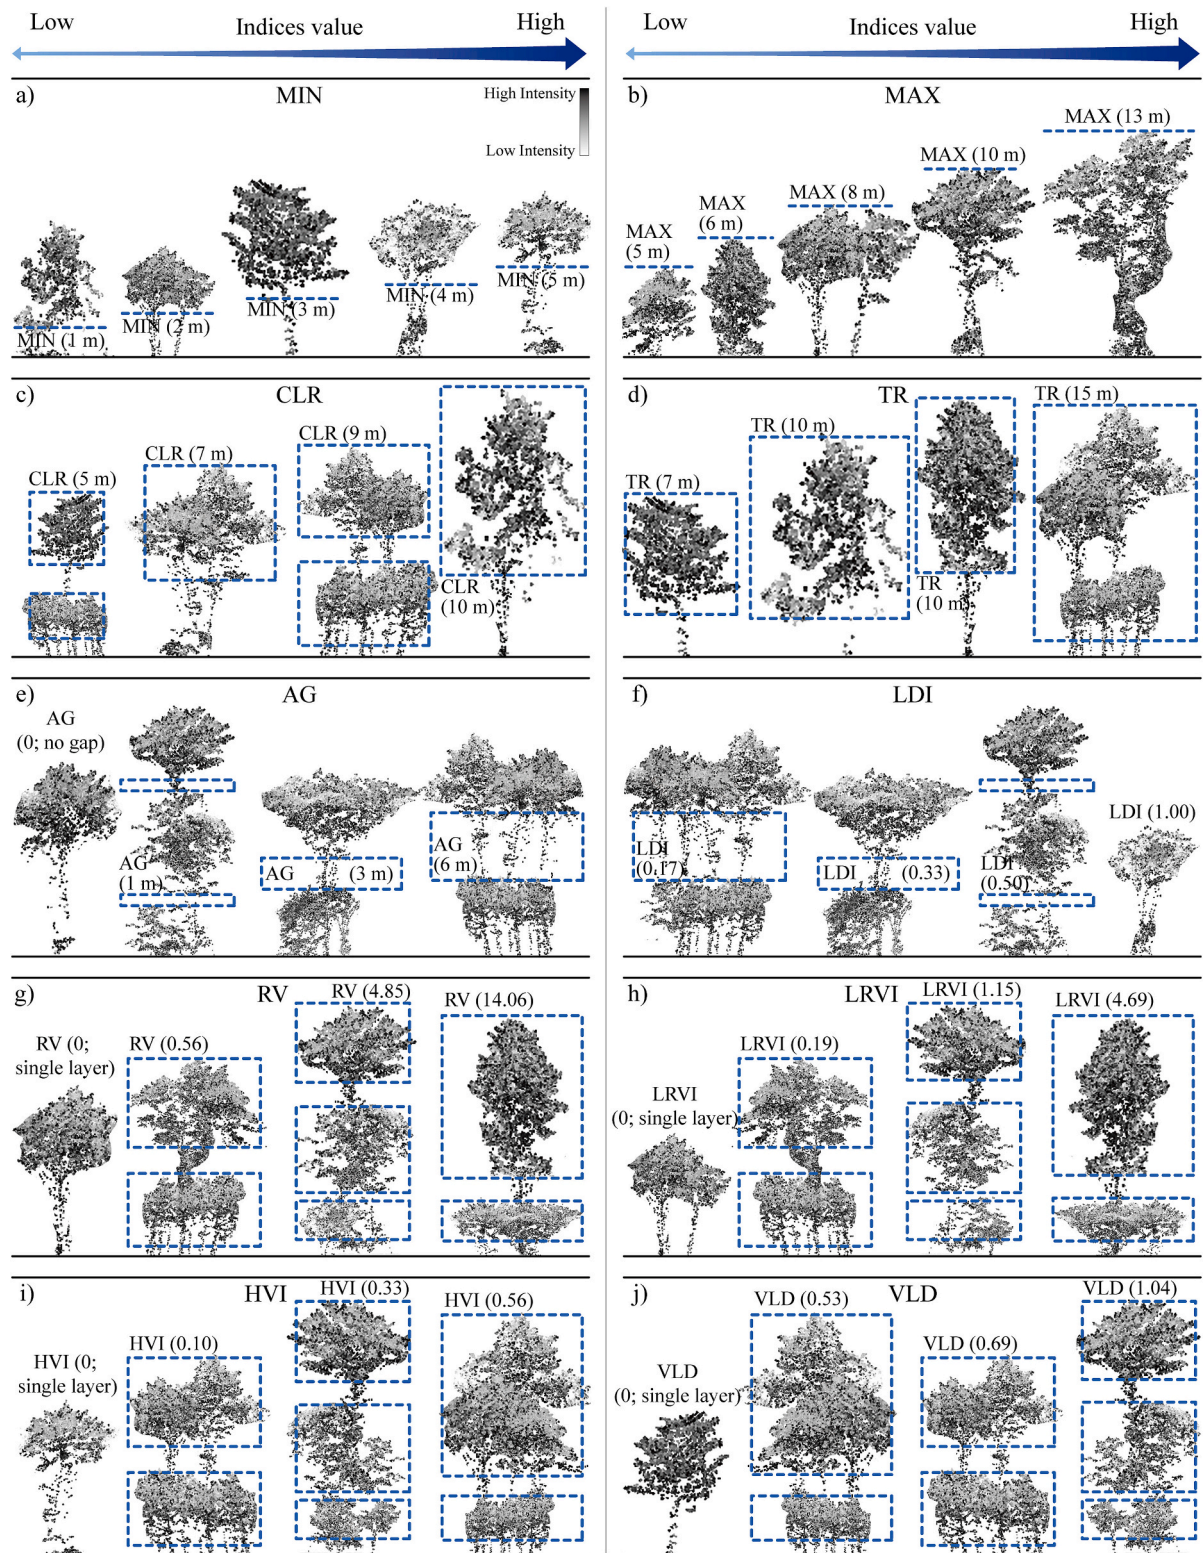 Low
Indices value
High
Low
Indices value
High
a)
MIN
High Intensity
Low Intensity
MIN (1 m)
MIN (2 m)
MIN (3 m)
MIN (4 m)
MIN (5 m)
b)
MAX
MAX
(5 m)
MAX
(6 m)
MAX (8 m)
MAX (10 m)
MAX (13 m)
c)
CLR
CLR (5 m)
CLR (7 m)
CLR (9 m)
CLR
(10 m)
d)
TR
TR (7 m)
TR (10 m)
TR
(10 m)
TR (15 m)
e)
AG
AG
(0; no gap)
AG
(1 m)
AG (3 m)
AG
(6 m)
f)
LDI
LDI
(0.17)
LDI (0.33)
LDI
(0.50)
LDI (1.00)
g)
RV
RV (0;
single layer)
RV (0.56)
RV (4.85)
RV (14.06)
h)
LRVI
LRVI
(0; single layer)
LRVI (0.19)
LRVI (1.15)
LRVI (4.69)
i)
HVI
HVI (0;
single layer)
HVI (0.10)
HVI (0.33)
HVI (0.56)
j)
VLD
VLD
(0; single layer)
VLD (0.53)
VLD (0.69)
VLD (1.04)